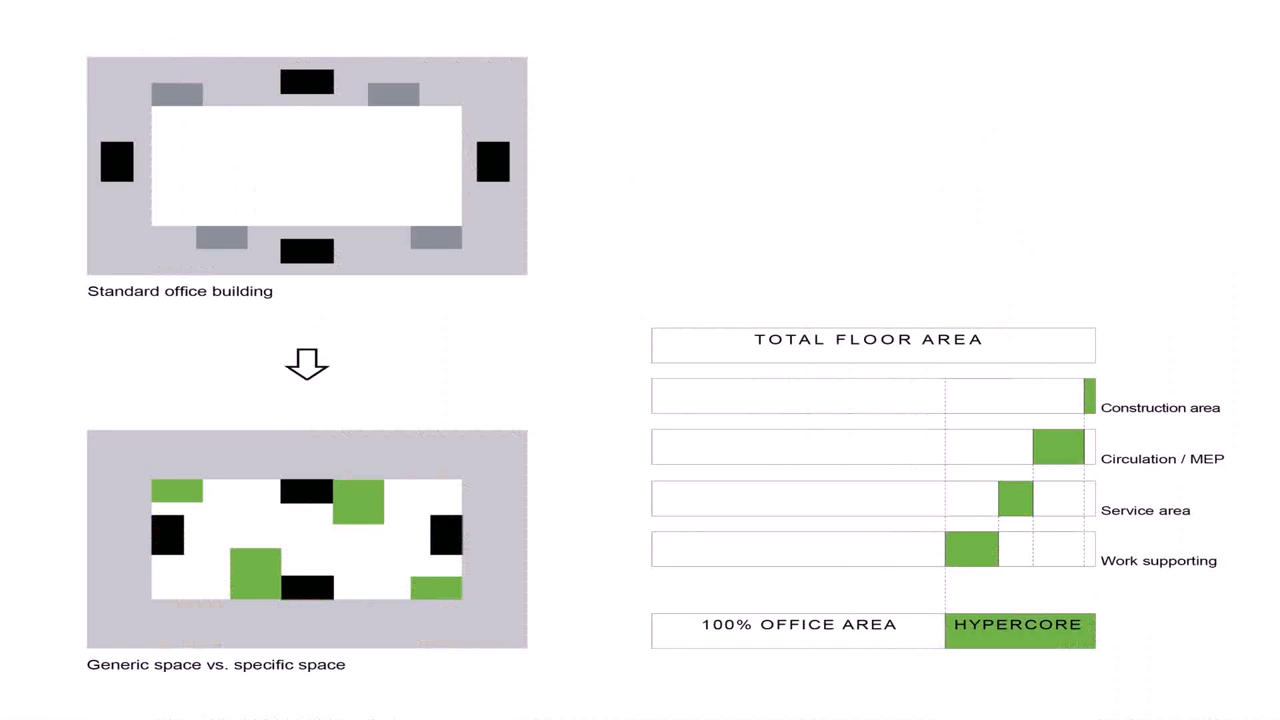 Standard office building
Generic space vs. specific space
TOTAL FLOOR AREA
Construction area
Circulation / MEP
Service area
Work supporting
100% OFFICE AREA
HYPERCORE